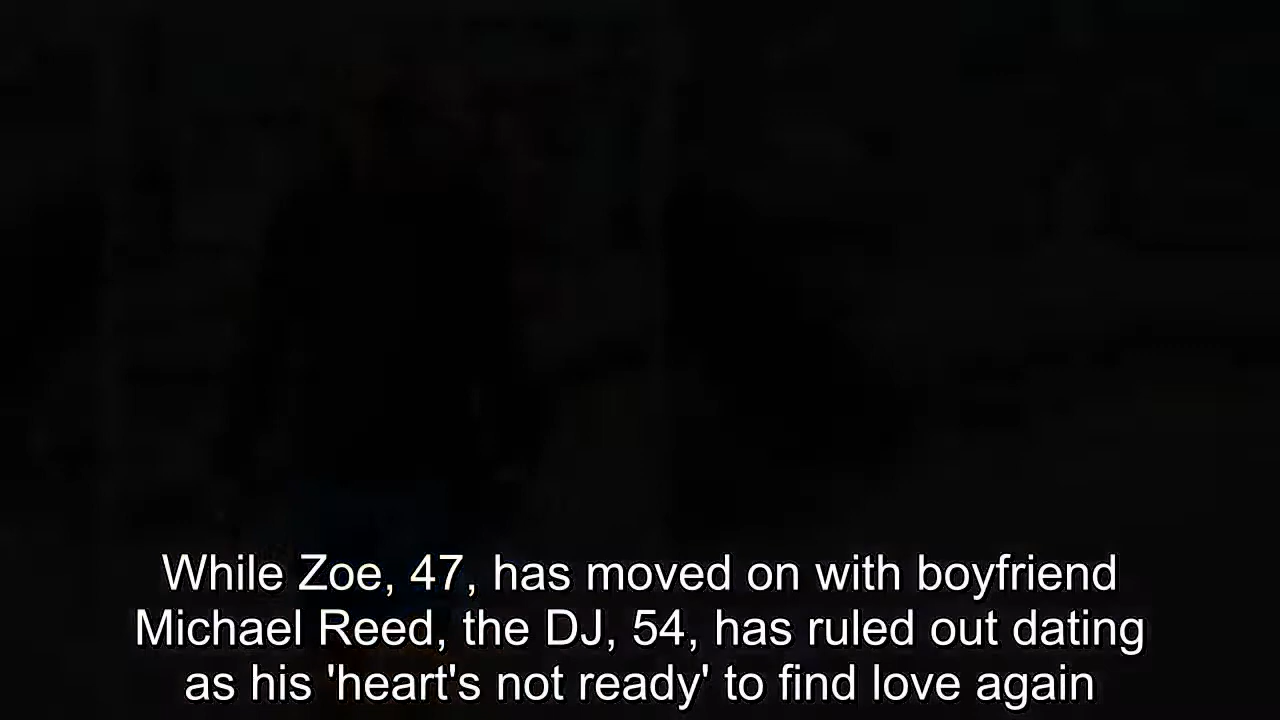 While Zoe, 47, has moved on with boyfriend
Michael Reed, the DJ, 54, has ruled out dating
as his 'heart's not ready' to find love again